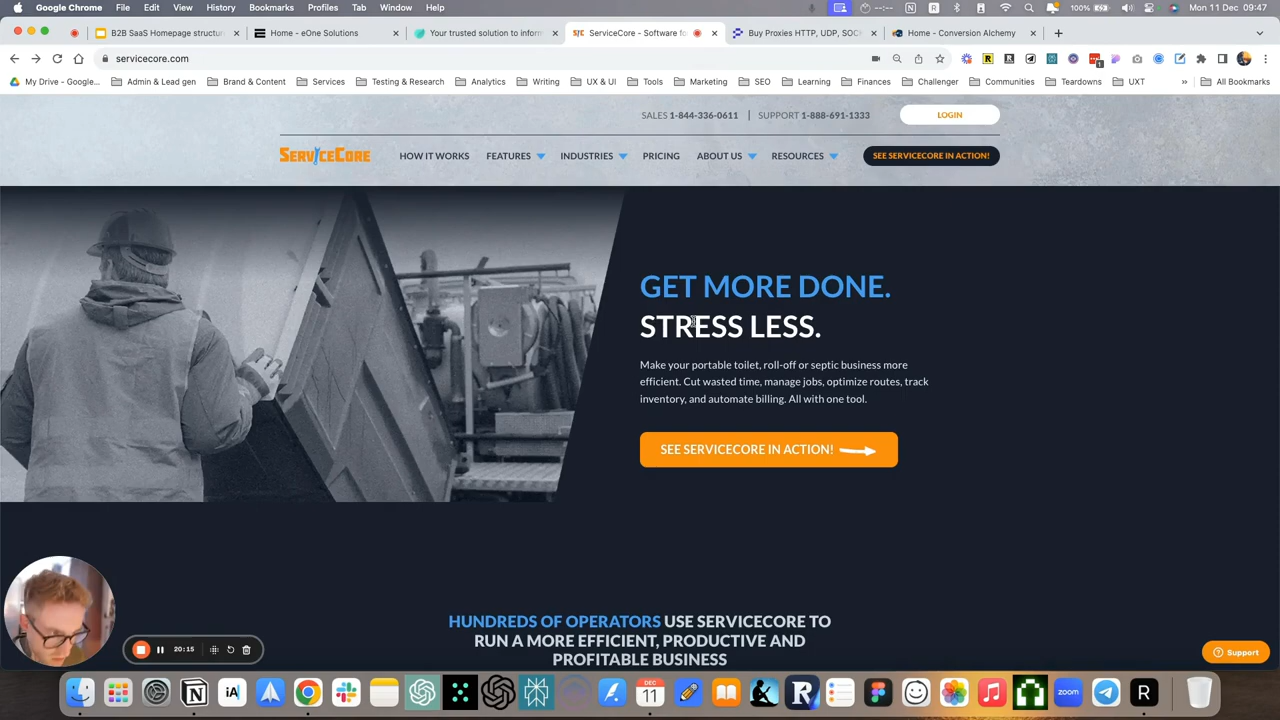 Google Chrome File Edit View History Bookmarks Profiles Tab Window Help
100% Mon 11 Dec 09:47
B2B SaaS Homepage structur × Home - eOne Solutions × Your trusted solution to inform × ServiceCore - Software fo × Buy Proxies HTTP, UDP, SOC × Home - Conversion Alchemy × +
servicecore.com
My Drive - Google... Admin & Lead gen Brand & Content Services Testing & Research Analytics Writing UX & UI Tools Marketing SEO Learning Finances Challenger Communities Teardowns UXT » All Bookmarks
SALES 1-844-336-0611 | SUPPORT 1-888-691-1333 LOGIN
SERVICECORE HOW IT WORKS FEATURES INDUSTRIES PRICING ABOUT US RESOURCES SEE SERVICECORE IN ACTION!
GET MORE DONE.
STRESS LESS.
Make your portable toilet, roll-off or septic business more
efficient. Cut wasted time, manage jobs, optimize routes, track
inventory, and automate billing. All with one tool.
SEE SERVICECORE IN ACTION!
HUNDREDS OF OPERATORS USE SERVICECORE TO
RUN A MORE EFFICIENT, PRODUCTIVE AND
PROFITABLE BUSINESS
20:15
Support
iA DEC 11 R zoom R